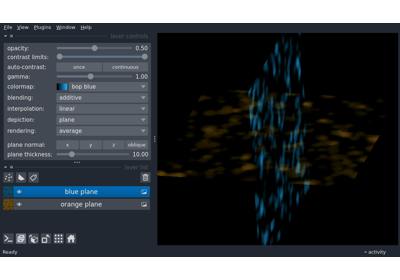 File View Plugins Window Help
layer controls
opacity: 0.50
contrast limits:
auto-contrast: once continuous
gamma: 1.00
colormap: bop blue
blending: additive
interpolation: linear
depiction: plane
rendering: average
plane normal: x y z oblique
plane thickness: 10.00
layer list
blue plane
orange plane
Ready activity